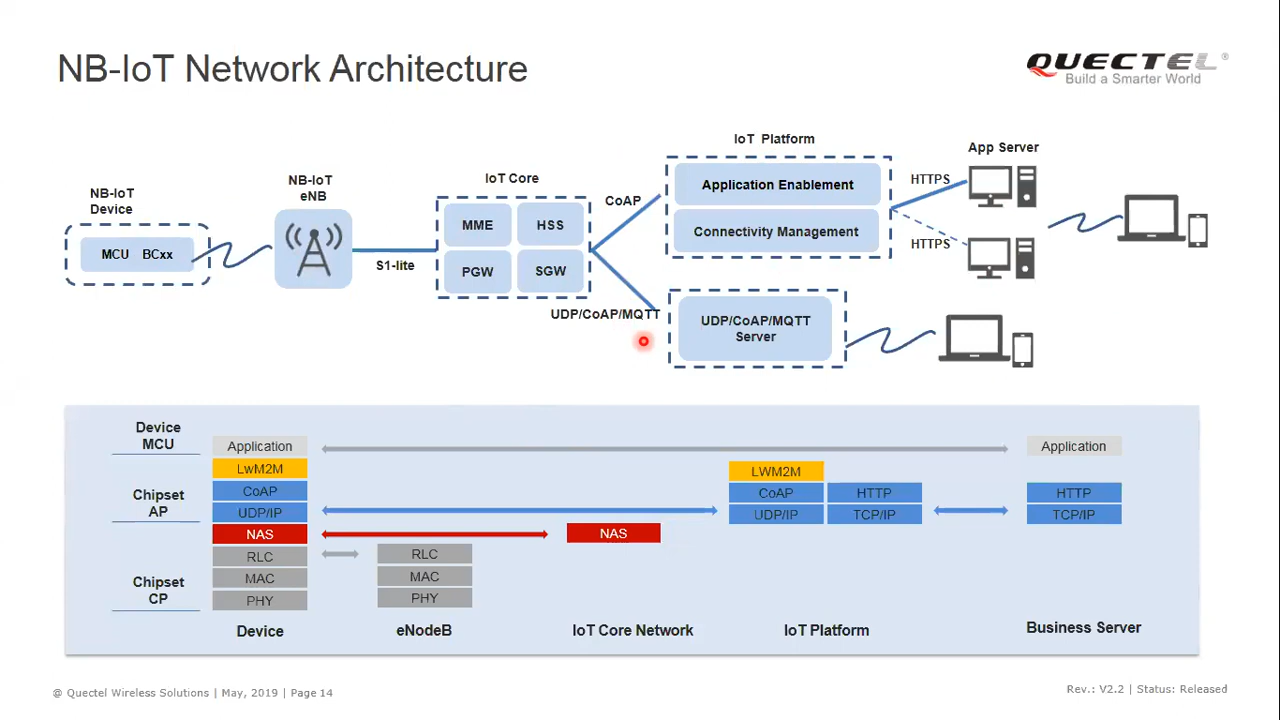 NB-IoT Network Architecture
QUECTEL®
Build a Smarter World
NB-IoT
Device
MCU BCxx
NB-IoT
eNB
S1-lite
IoT Core
MME
HSS
PGW
SGW
CoAP
UDP/CoAP/MQTT
IoT Platform
Application Enablement
Connectivity Management
UDP/CoAP/MQTT
Server
HTTPS
HTTPS
App Server
Device
MCU
Chipset
AP
Chipset
CP
Application
LwM2M
CoAP
UDP/IP
NAS
RLC
MAC
PHY
Device
RLC
MAC
PHY
eNodeB
NAS
IoT Core Network
LWM2M
CoAP
HTTP
UDP/IP
TCP/IP
IoT Platform
Application
HTTP
TCP/IP
Business Server
@ Quectel Wireless Solutions | May, 2019 | Page 14
Rev.: V2.2 | Status: Released